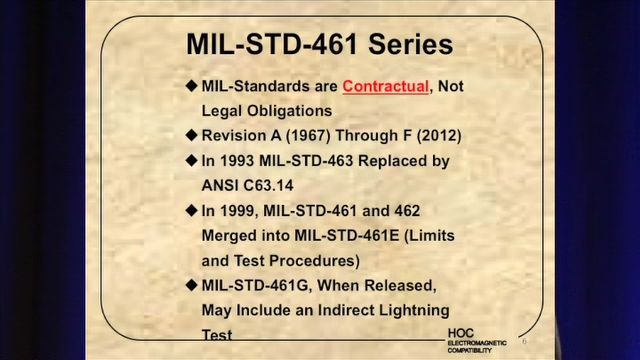 MIL-STD-461 Series
◆ MIL-Standards are Contractual, Not
Legal Obligations
◆ Revision A (1967) Through F (2012)
◆ In 1993 MIL-STD-463 Replaced by
ANSI C63.14
◆ In 1999, MIL-STD-461 and 462
Merged into MIL-STD-461E (Limits
and Test Procedures)
◆ MIL-STD-461G, When Released,
May Include an Indirect Lightning
Test
HOC
ELECTROMAGNETIC
COMPATIBILITY
6